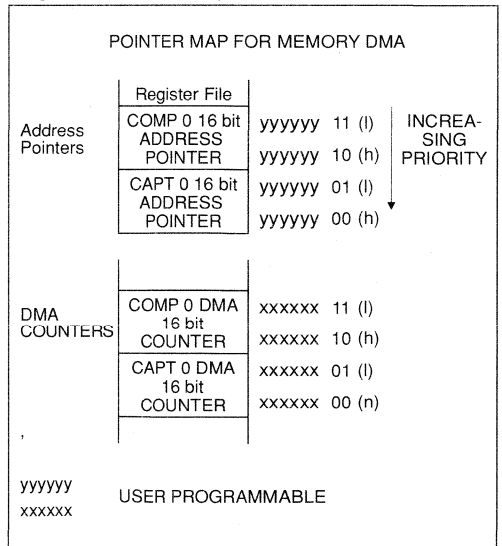 POINTER MAP FOR MEMORY DMA
Register File
Address
Pointers
COMP 0 16 bit
ADDRESS
POINTER
yyyyyy 11 (l)
yyyyyy 10 (h)
CAPT 0 16 bit
ADDRESS
POINTER
yyyyyy 01 (l)
yyyyyy 00 (h)
INCREA-
SING
PRIORITY
DMA
COUNTERS
COMP 0 DMA
16 bit
COUNTER
xxxxxx 11 (l)
xxxxxx 10 (h)
CAPT 0 DMA
16 bit
COUNTER
xxxxxx 01 (l)
xxxxxx 00 (n)
,
yyyyyy
xxxxxx
USER PROGRAMMABLE